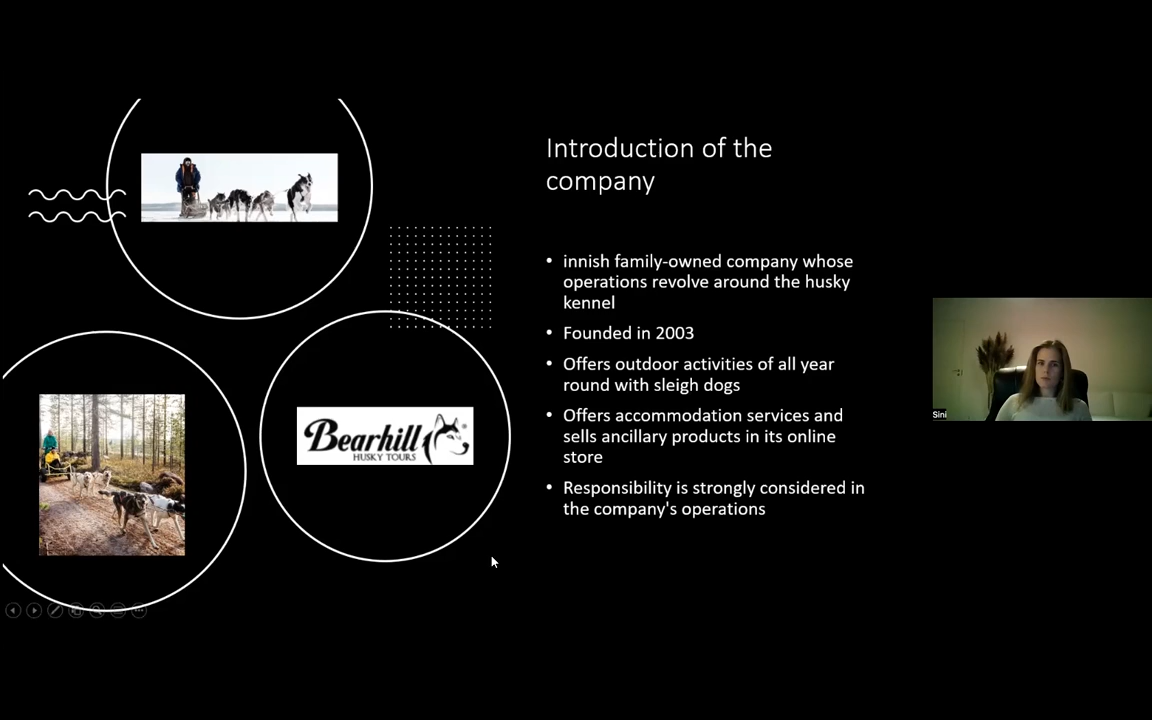 Introduction of the
company
innish family-owned company whose
operations revolve around the husky
kennel
Founded in 2003
Offers outdoor activities of all year
round with sleigh dogs
Offers accommodation services and
sells ancillary products in its online
store
Responsibility is strongly considered in
the company's operations
Bearhill
HUSKY TOURS
Sini